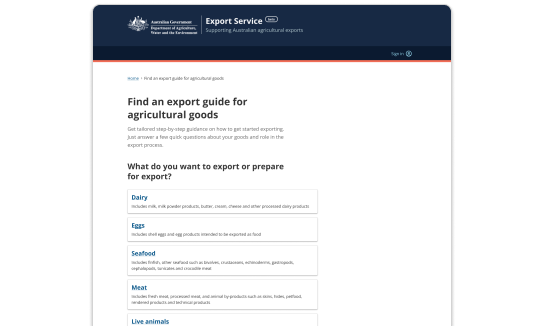 Australian Government
Department of Agriculture,
Water and the Environment
Export Service beta
Supporting Australian agricultural exports
Sign in
Home > Find an export guide for agricultural goods
Find an export guide for
agricultural goods
Get tailored step-by-step guidance on how to get started exporting.
Just answer a few quick questions about your goods and role in the
export process.
What do you want to export or prepare
for export?
Dairy
Includes milk, milk powder products, butter, cream, cheese and other processed dairy products
Eggs
Includes shell eggs and egg products intended to be exported as food
Seafood
Includes finfish, other seafood such as bivalves, crustaceans, echinoderms, gastropods,
cephalopods, tunicates and crocodile meat
Meat
Includes fresh meat, processed meat, and animal by-products such as skins, hides, petfood,
rendered products and technical products
Live animals